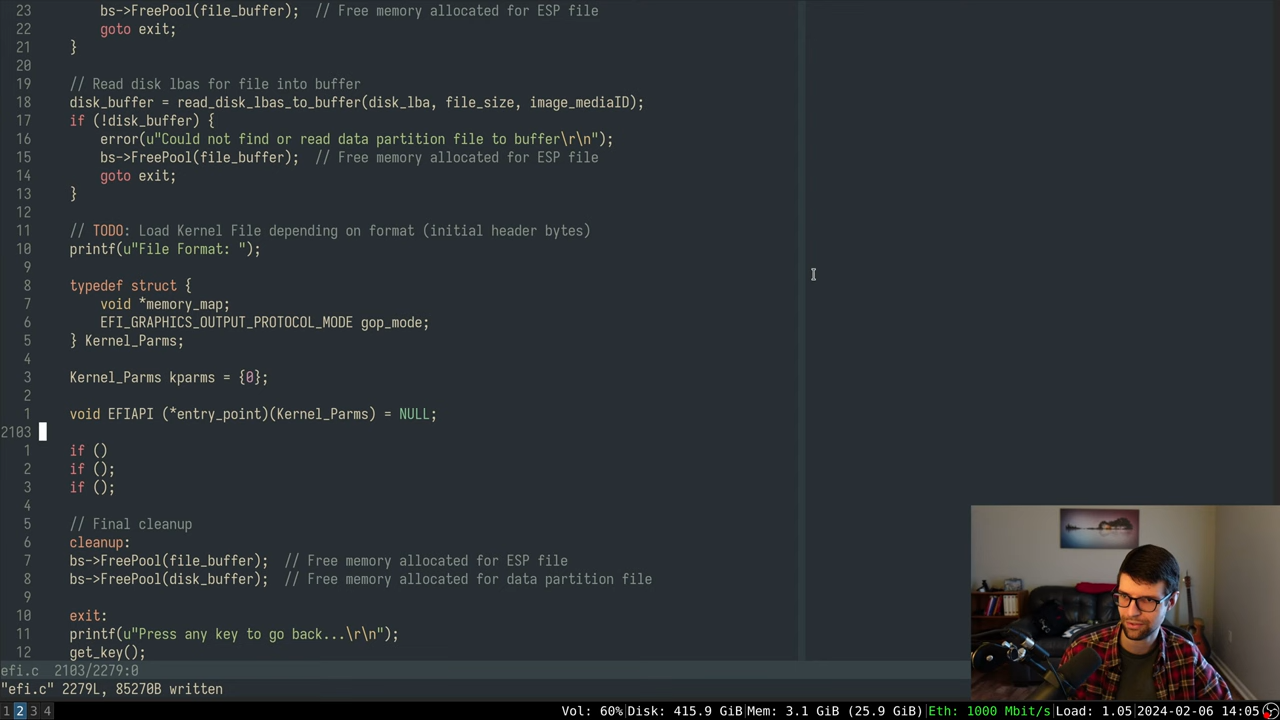 23         bs->FreePool(file_buffer);  // Free memory allocated for ESP file
22         goto exit;
21     }
20
19     // Read disk lbas for file into buffer
18     disk_buffer = read_disk_lbas_to_buffer(disk_lba, file_size, image_mediaID);
17     if (!disk_buffer) {
16         error(u"Could not find or read data partition file to buffer\r\n");
15         bs->FreePool(file_buffer);  // Free memory allocated for ESP file
14         goto exit;
13     }
12
11     // TODO: Load Kernel File depending on format (initial header bytes)
10     printf(u"File Format: ");
9
8     typedef struct {
7         void *memory_map;
6         EFI_GRAPHICS_OUTPUT_PROTOCOL_MODE gop_mode;
5     } Kernel_Parms;
4
3     Kernel_Parms kparms = {0};
2
1     void EFIAPI (*entry_point)(Kernel_Parms) = NULL;
2103
1     if ()
2     if ();
3     if ();
4
5     // Final cleanup
6     cleanup:
7     bs->FreePool(file_buffer);  // Free memory allocated for ESP file
8     bs->FreePool(disk_buffer);  // Free memory allocated for data partition file
9
10     exit:
11     printf(u"Press any key to go back...\r\n");
12     get_key();
efi.c  2103/2279:0
"efi.c" 2279L, 85270B written
1 2 3 4 Vol: 60%|Disk: 415.9 GiB|Mem: 3.1 GiB (25.9 GiB)|Eth: 1000 Mbit/s|Load: 1.05|2024-02-06 14:05